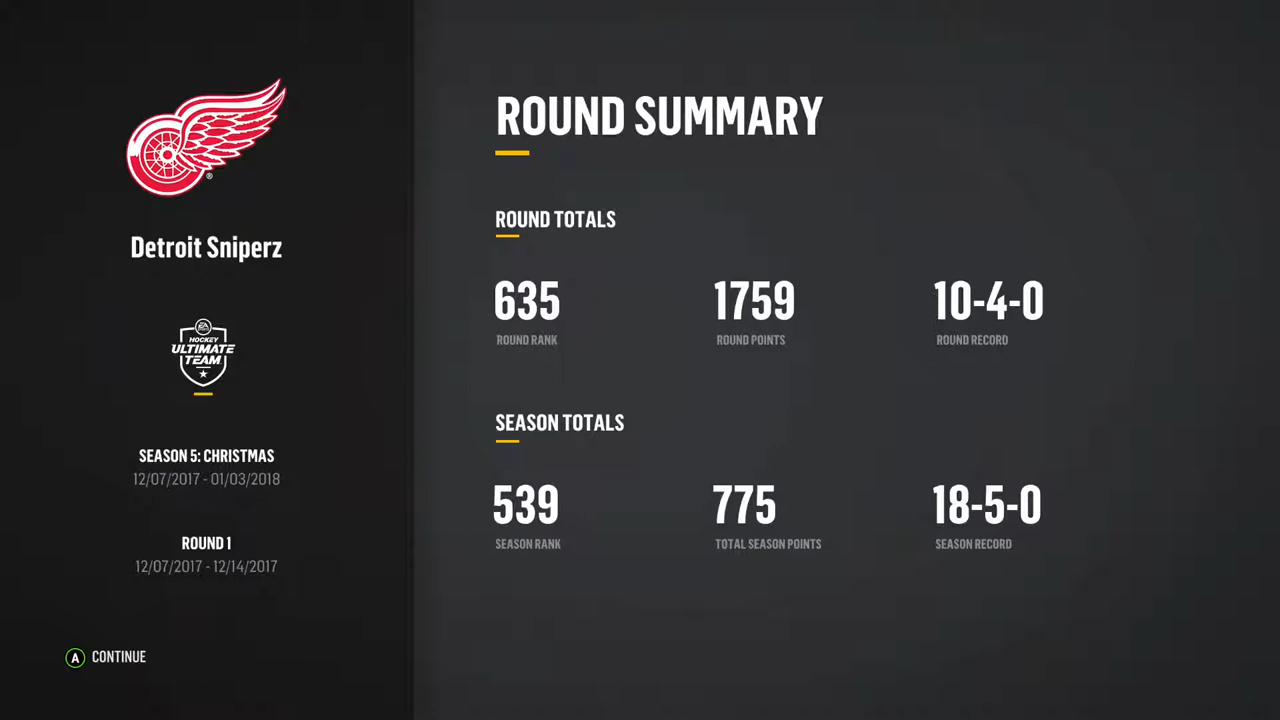 Detroit Sniperz
EA
HOCKEY
ULTIMATE
TEAM
SEASON 5: CHRISTMAS
12/07/2017 - 01/03/2018
ROUND 1
12/07/2017 - 12/14/2017
A CONTINUE
ROUND SUMMARY
ROUND TOTALS
635 1759 10-4-0
ROUND RANK ROUND POINTS ROUND RECORD
SEASON TOTALS
539 775 18-5-0
SEASON RANK TOTAL SEASON POINTS SEASON RECORD